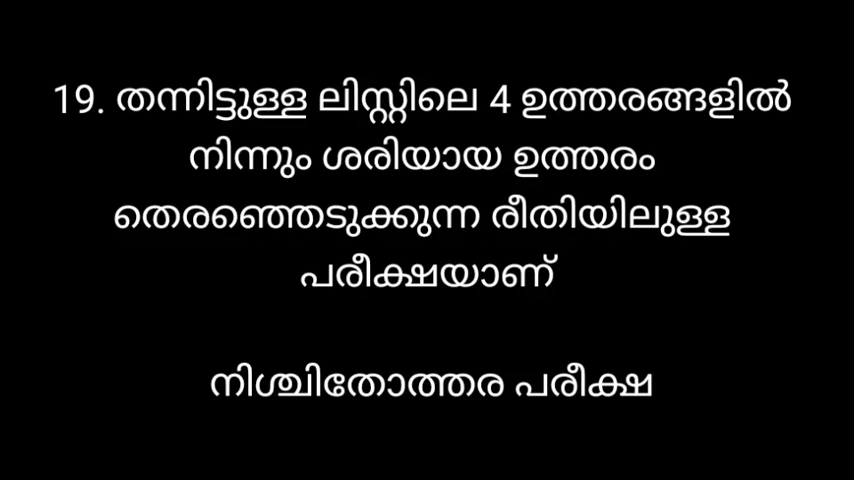 19. തന്നിട്ടുള്ള ലിസ്റ്റിലെ 4 ഉത്തരങ്ങളിൽ
നിന്നും ശരിയായ ഉത്തരം
തെരഞ്ഞെടുക്കുന്ന രീതിയിലുള്ള
പരീക്ഷയാണ്
നിശ്ചിതോത്തര പരീക്ഷ